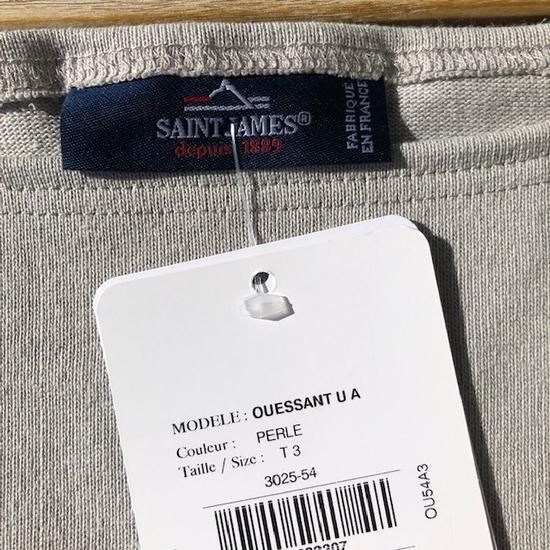 SAINT JAMES®
depuis 1889
FABRIQUÉ
EN FRANCE
MODELE : OUESSANT U A
Couleur : PERLE
Taille / Size : T 3
3025-54
OU54A3